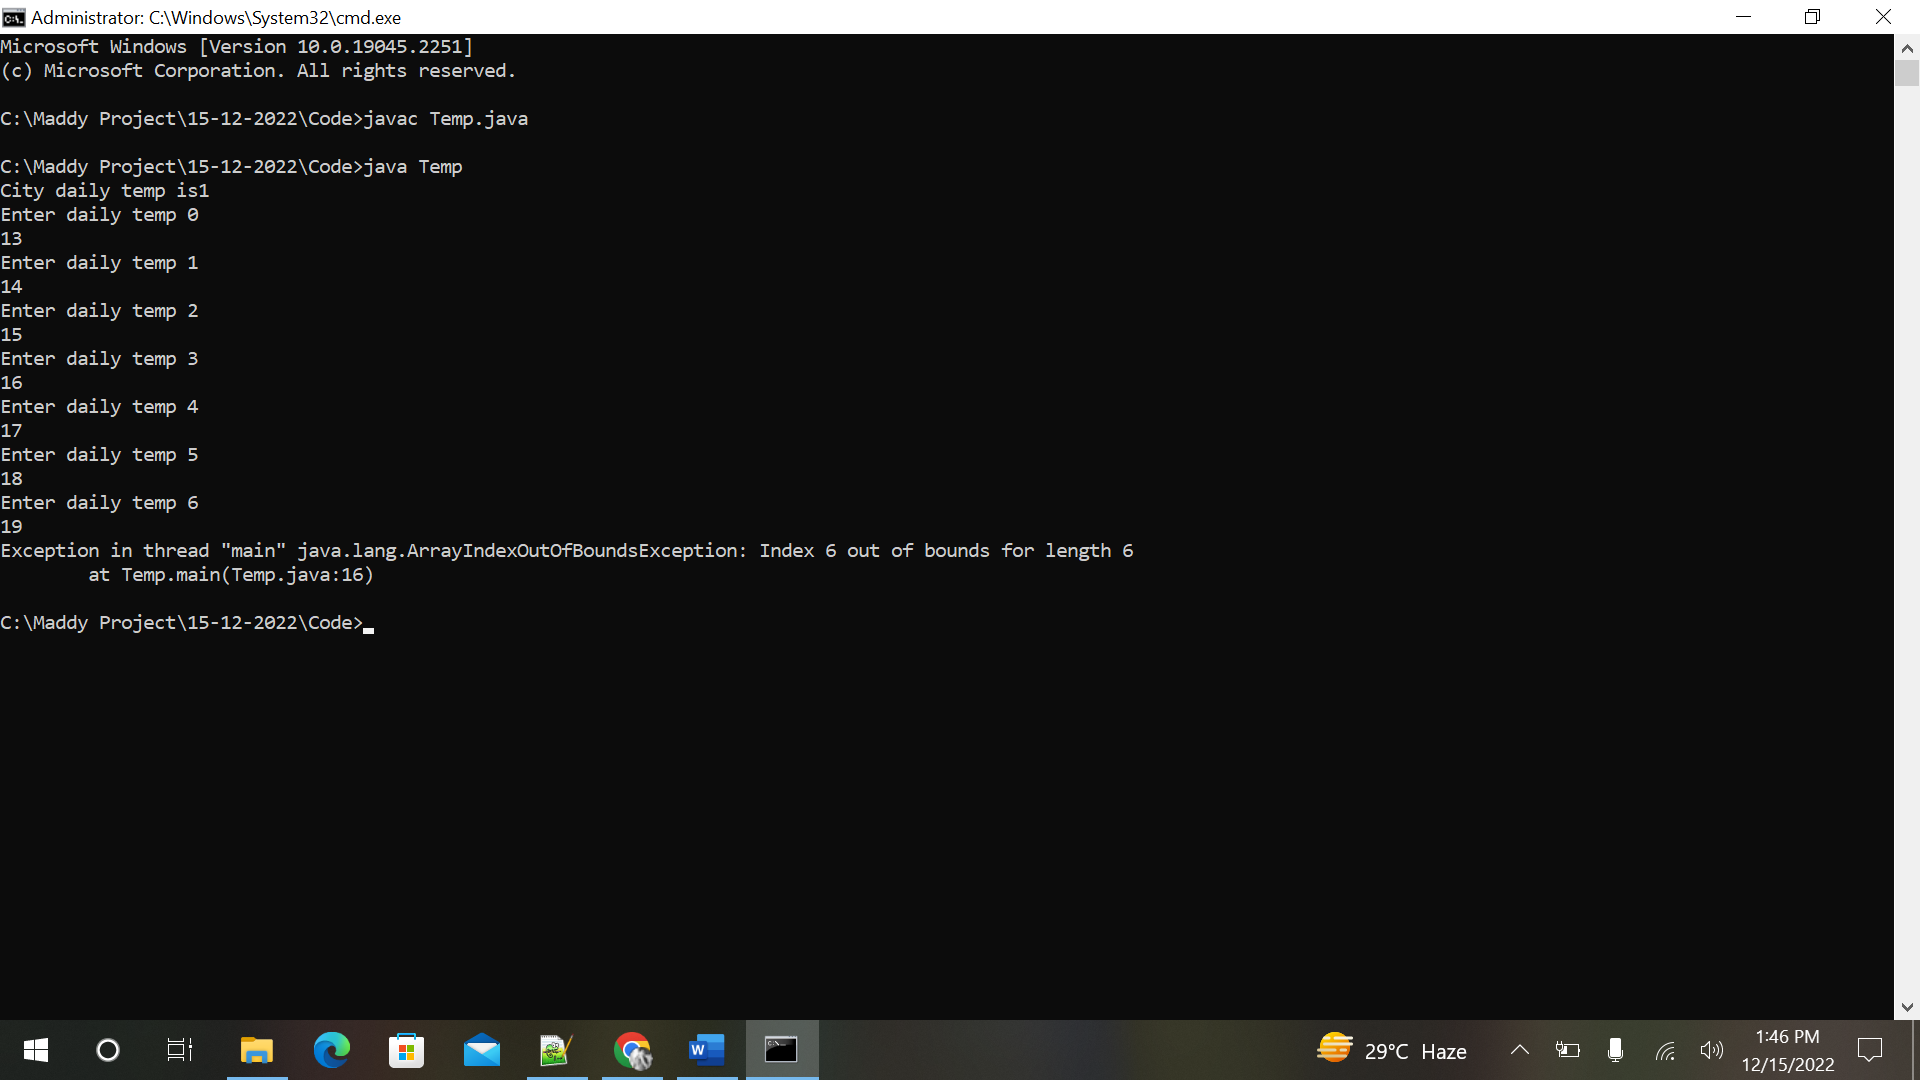 Administrator: C:\Windows\System32\cmd.exe
Microsoft Windows [Version 10.0.19045.2251]
(c) Microsoft Corporation. All rights reserved.
C:\Maddy Project\15-12-2022\Code>javac Temp.java
C:\Maddy Project\15-12-2022\Code>java Temp
City daily temp is1
Enter daily temp 0
13
Enter daily temp 1
14
Enter daily temp 2
15
Enter daily temp 3
16
Enter daily temp 4
17
Enter daily temp 5
18
Enter daily temp 6
19
Exception in thread "main" java.lang.ArrayIndexOutOfBoundsException: Index 6 out of bounds for length 6
        at Temp.main(Temp.java:16)
C:\Maddy Project\15-12-2022\Code>
29°C Haze
1:46 PM
12/15/2022